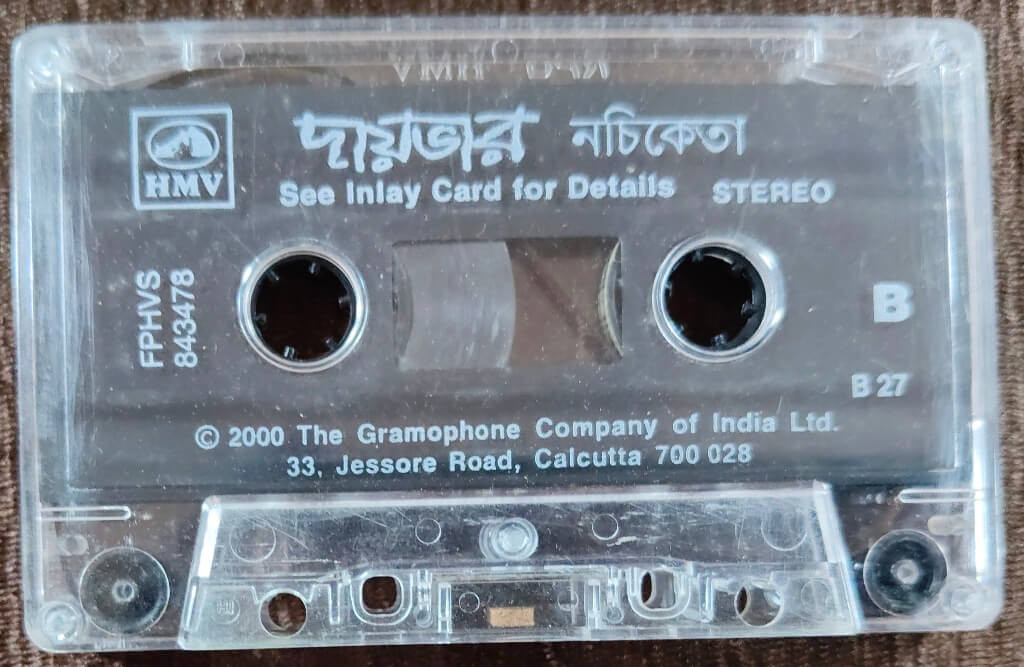 HMV
দায়ভার নচিকেতা
See Inlay Card for Details STEREO
FPHVS
843478
B
B 27
© 2000 The Gramophone Company of India Ltd.
33, Jessore Road, Calcutta 700 028